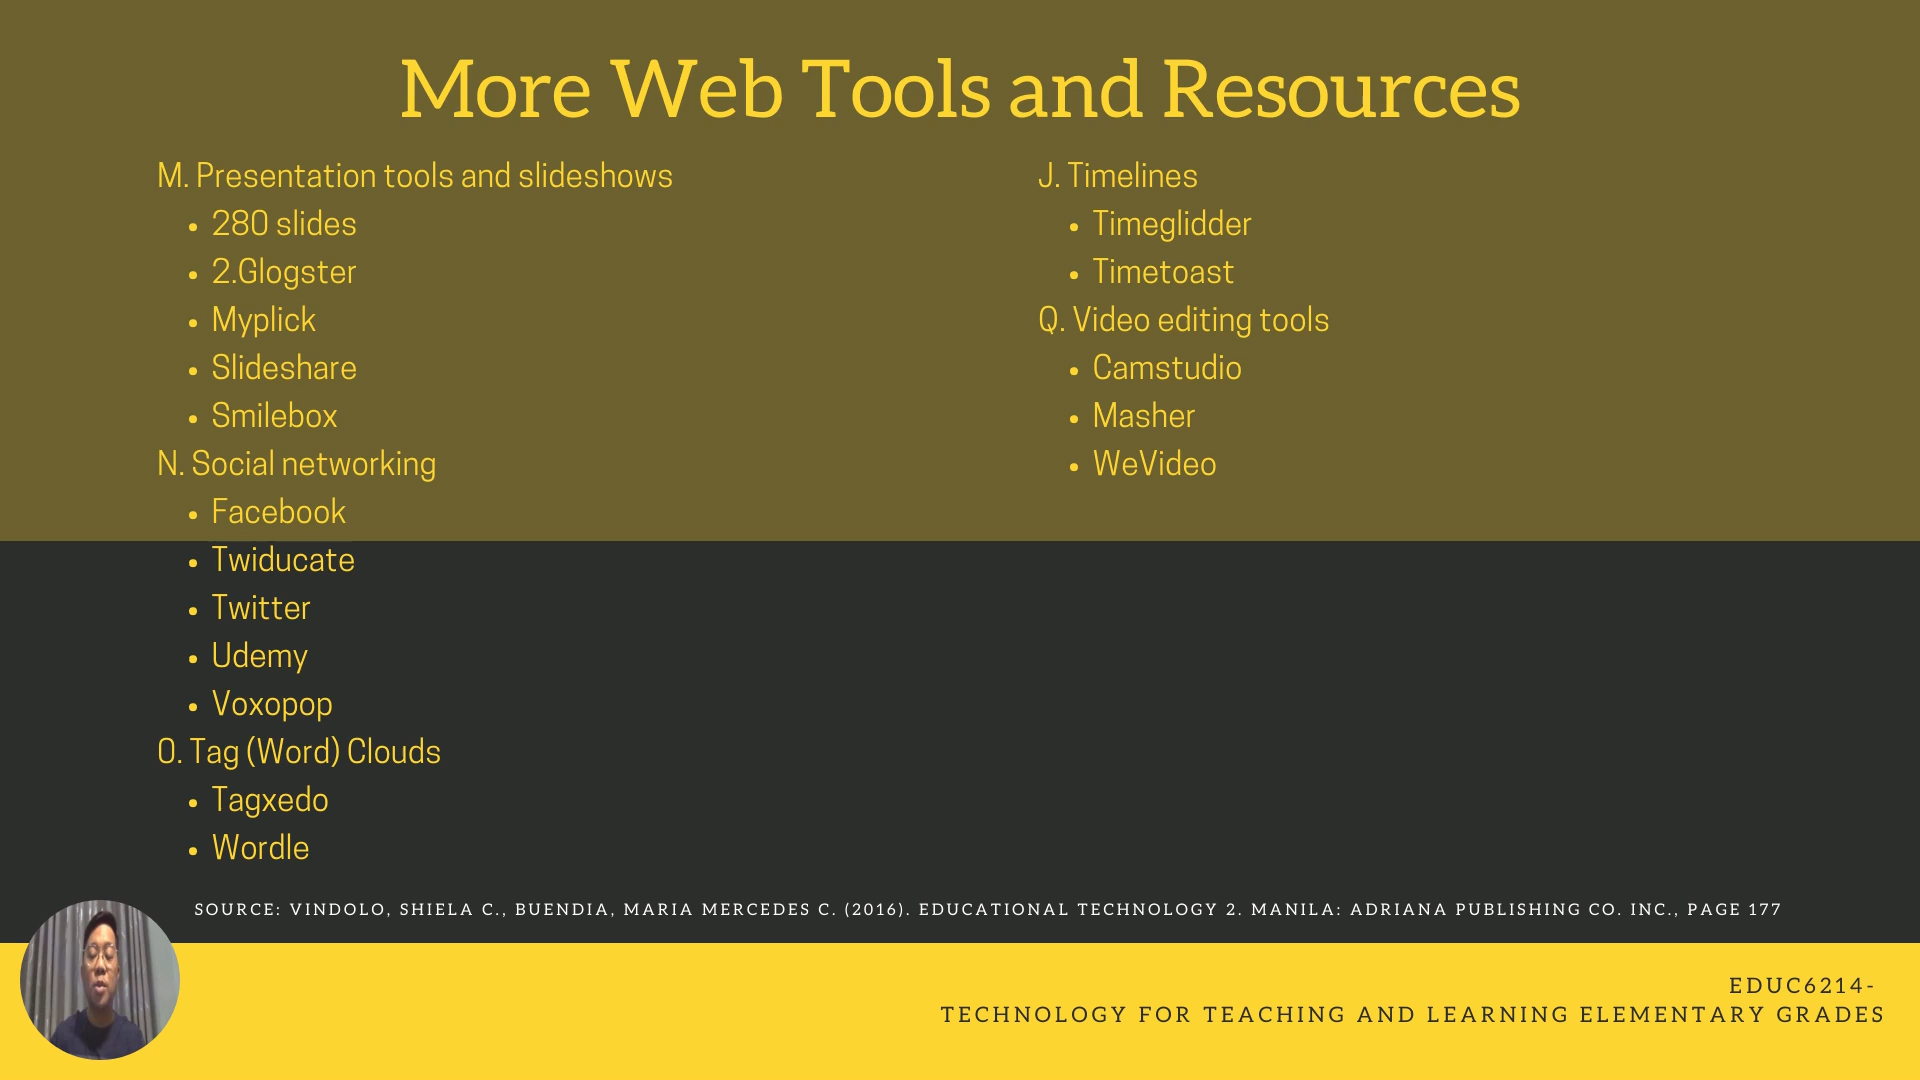 More Web Tools and Resources
M. Presentation tools and slideshows
• 280 slides
• 2.Glogster
• Myplick
• Slideshare
• Smilebox
N. Social networking
• Facebook
• Twiducate
• Twitter
• Udemy
• Voxopop
O. Tag (Word) Clouds
• Tagxedo
• Wordle
J. Timelines
• Timeglidder
• Timetoast
Q. Video editing tools
• Camstudio
• Masher
• WeVideo
SOURCE: VINDOLO, SHIELA C., BUENDIA, MARIA MERCEDES C. (2016). EDUCATIONAL TECHNOLOGY 2. MANILA: ADRIANA PUBLISHING CO. INC., PAGE 177
EDUC6214-
TECHNOLOGY FOR TEACHING AND LEARNING ELEMENTARY GRADES